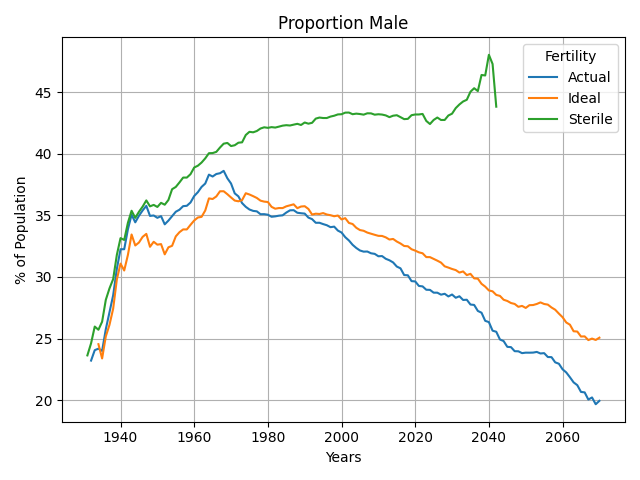 Proportion Male
% of Population
45
40
35
30
25
20
Fertility
Actual
Ideal
Sterile
1940 1960 1980 2000 2020 2040 2060
Years